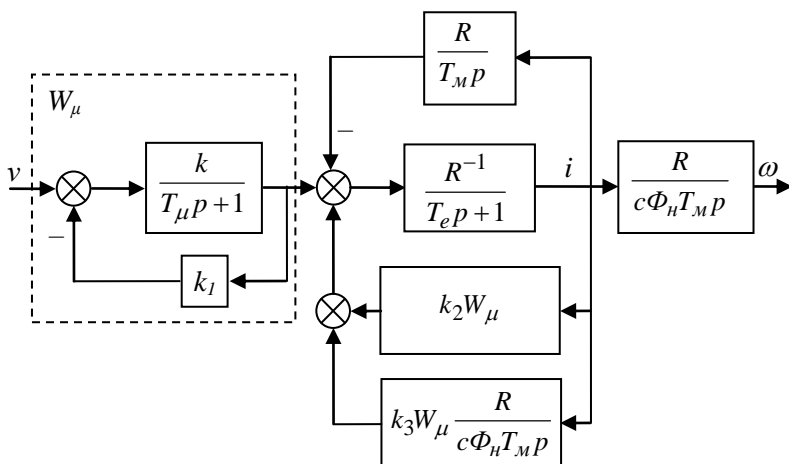 R
T_м p
−
W_μ
v
k
T_μ p + 1
−
k_1
R^{-1}
T_e p + 1
i
R
cΦ_н T_м p
ω
k_2 W_μ
k_3 W_μ R
cΦ_н T_м p